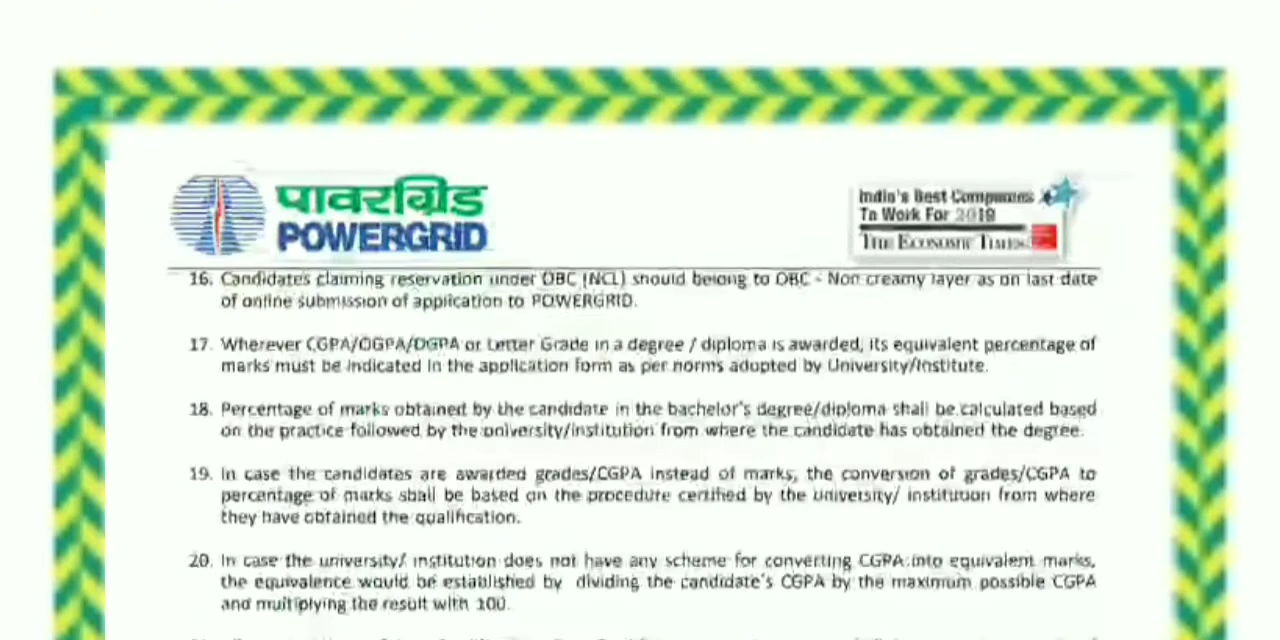 पावरग्रिड
POWERGRID
India's Best Companies
To Work For 2019
THE ECONOMIC TIMES
16. Candidates claiming reservation under OBC (NCL) should belong to OBC - Non creamy layer as on last date
of online submission of application to POWERGRID.
17. Wherever CGPA/OGPA/DGPA or Letter Grade in a degree / diploma is awarded, its equivalent percentage of
marks must be indicated in the application form as per norms adopted by University/Institute.
18. Percentage of marks obtained by the candidate in the bachelor's degree/diploma shall be calculated based
on the practice followed by the university/institution from where the candidate has obtained the degree.
19. In case the candidates are awarded grades/CGPA instead of marks, the conversion of grades/CGPA to
percentage of marks shall be based on the procedure certified by the university/ institution from where
they have obtained the qualification.
20. In case the university/ institution does not have any scheme for converting CGPA into equivalent marks,
the equivalence would be established by dividing the candidate's CGPA by the maximum possible CGPA
and multiplying the result with 100.